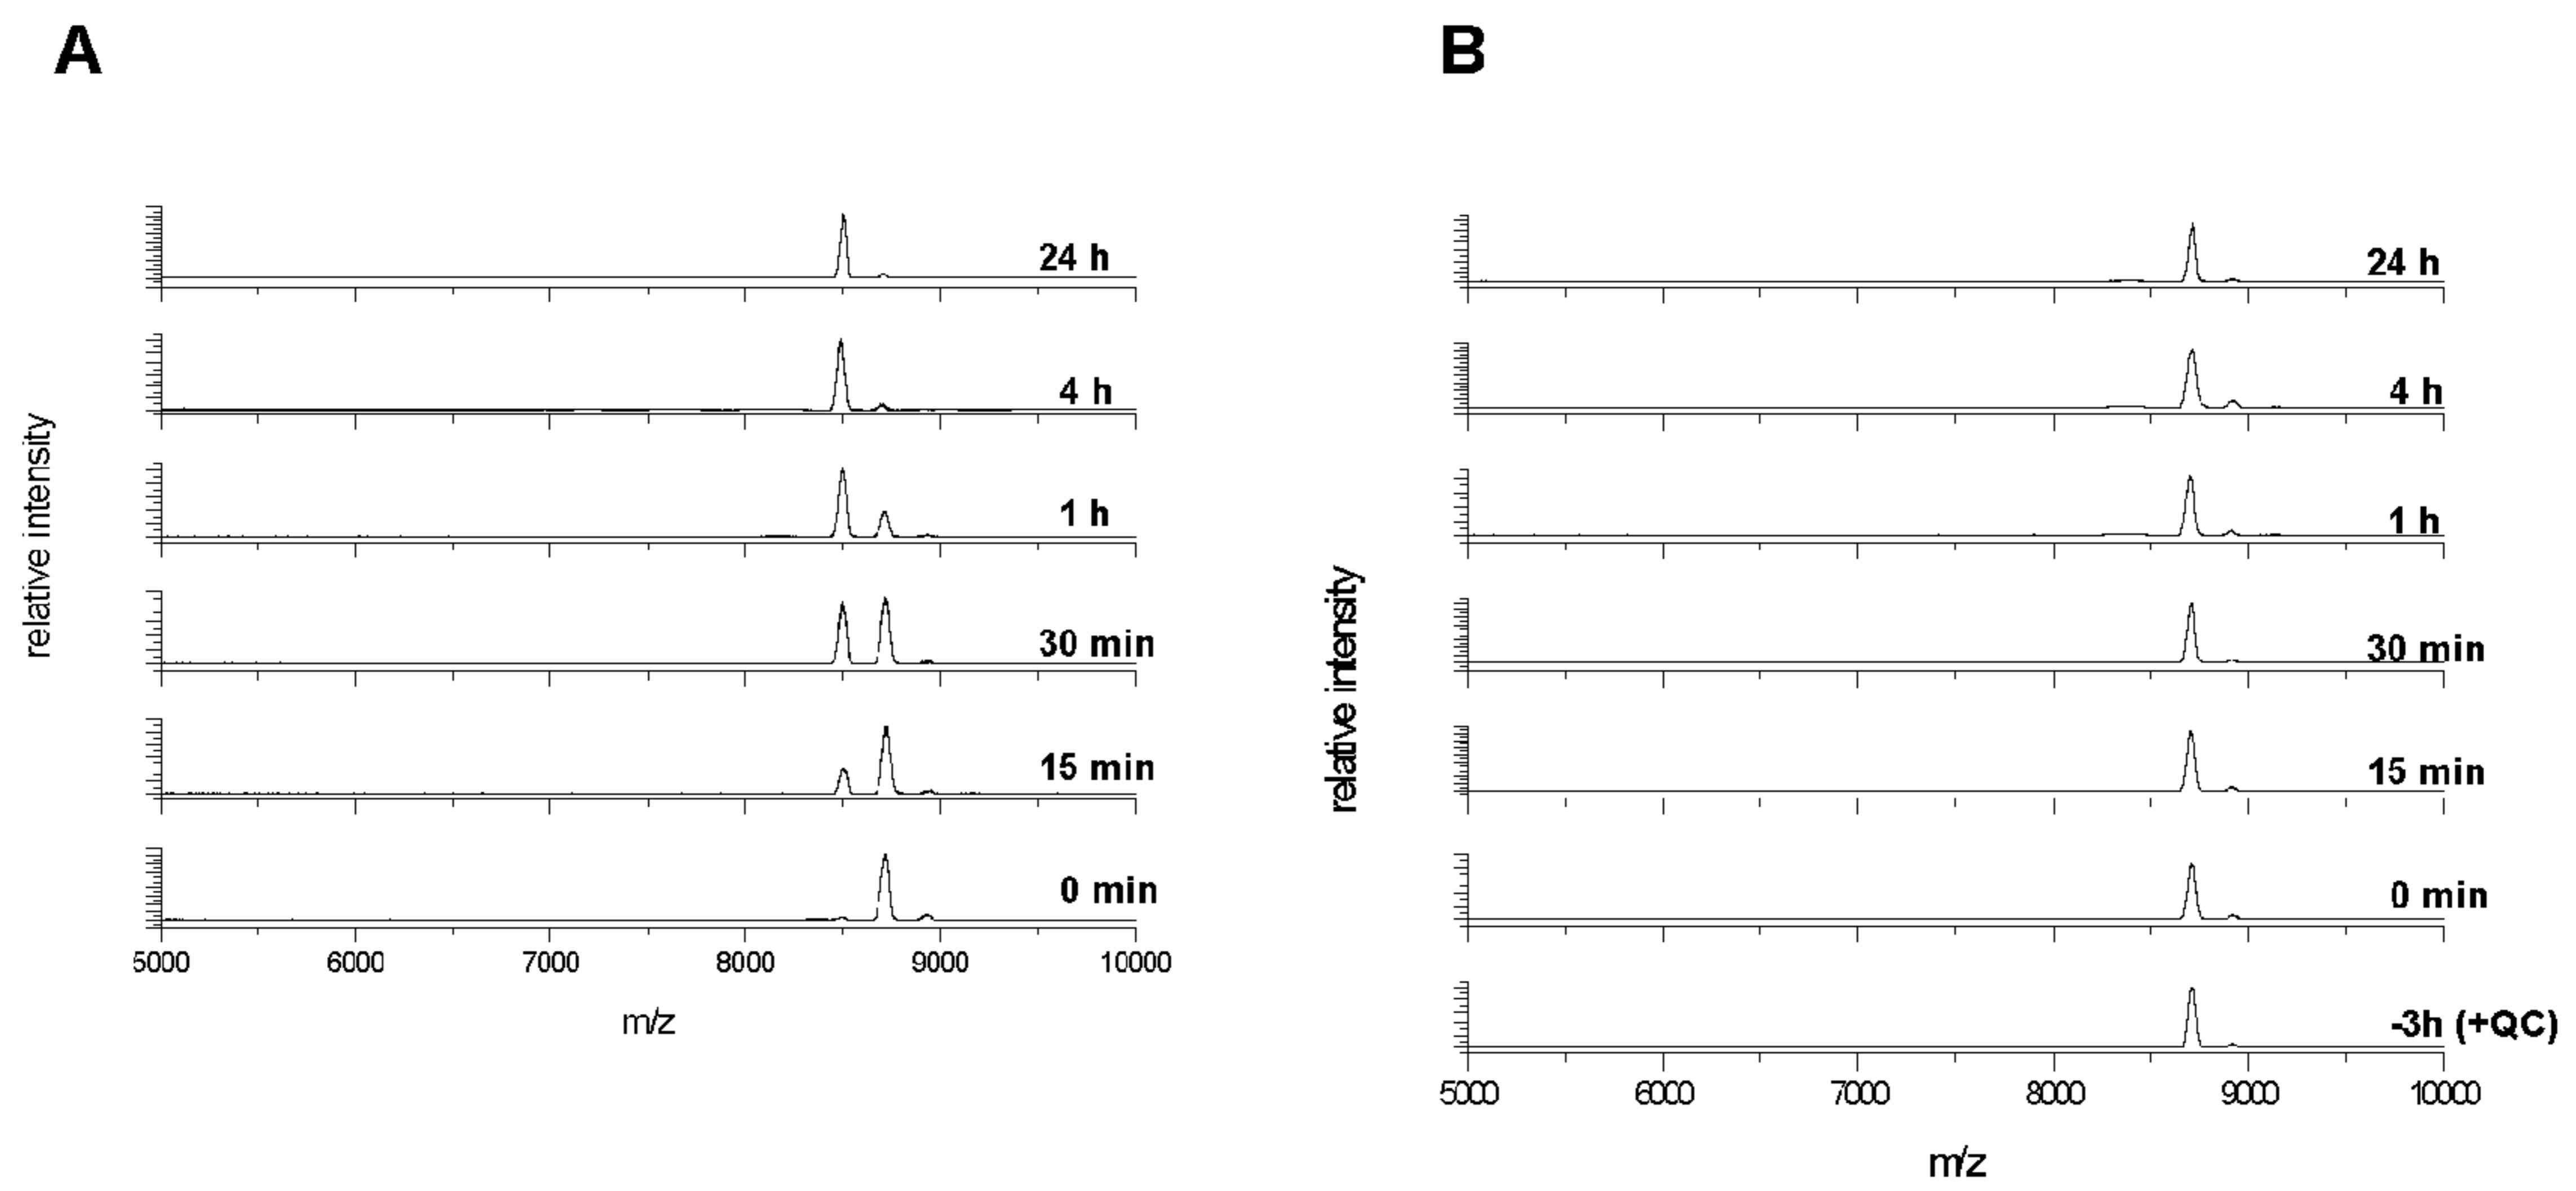 A
B
24 h
4 h
1 h
30 min
15 min
0 min
5000 6000 7000 8000 9000 10000
m/z
relative intensity
24 h
4 h
1 h
30 min
15 min
0 min
-3h (+QC)
5000 6000 7000 8000 9000 10000
m/z
relative intensity